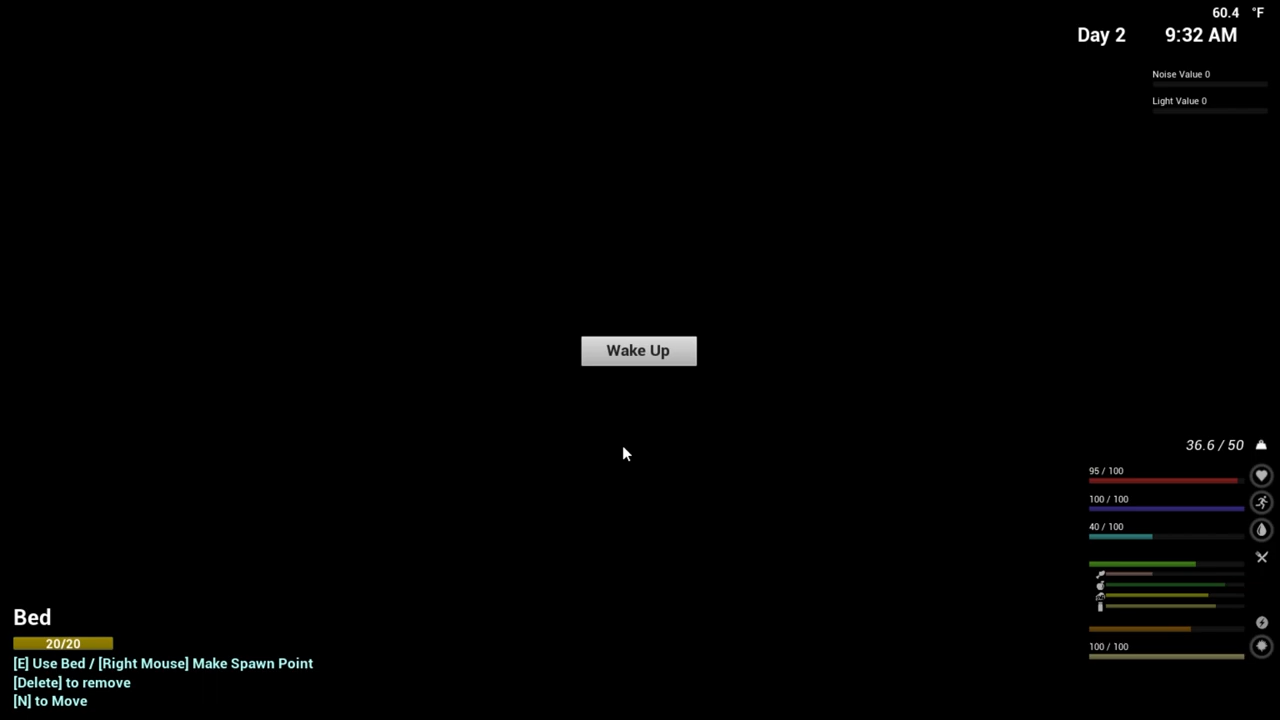 60.4 °F
Day 2 9:32 AM
Noise Value 0
Light Value 0
Wake Up
36.6 / 50
95 / 100
100 / 100
40 / 100
100 / 100
Bed
20/20
[E] Use Bed / [Right Mouse] Make Spawn Point
[Delete] to remove
[N] to Move